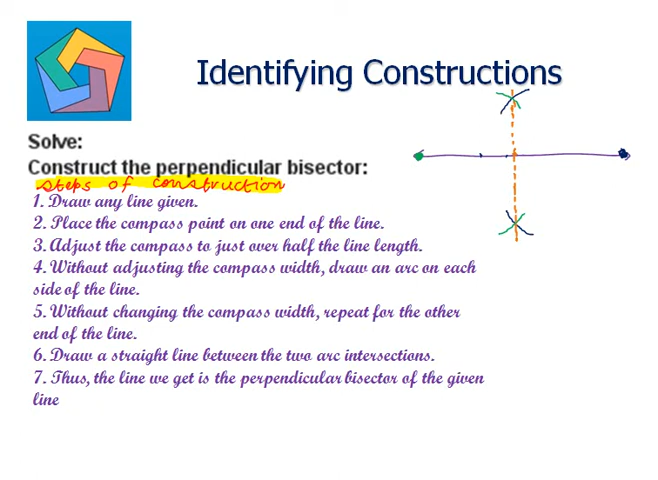 Identifying Constructions
Solve:
Construct the perpendicular bisector:
steps of construction
1. Draw any line given.
2. Place the compass point on one end of the line.
3. Adjust the compass to just over half the line length.
4. Without adjusting the compass width, draw an arc on each
side of the line.
5. Without changing the compass width, repeat for the other
end of the line.
6. Draw a straight line between the two arc intersections.
7. Thus, the line we get is the perpendicular bisector of the given
line